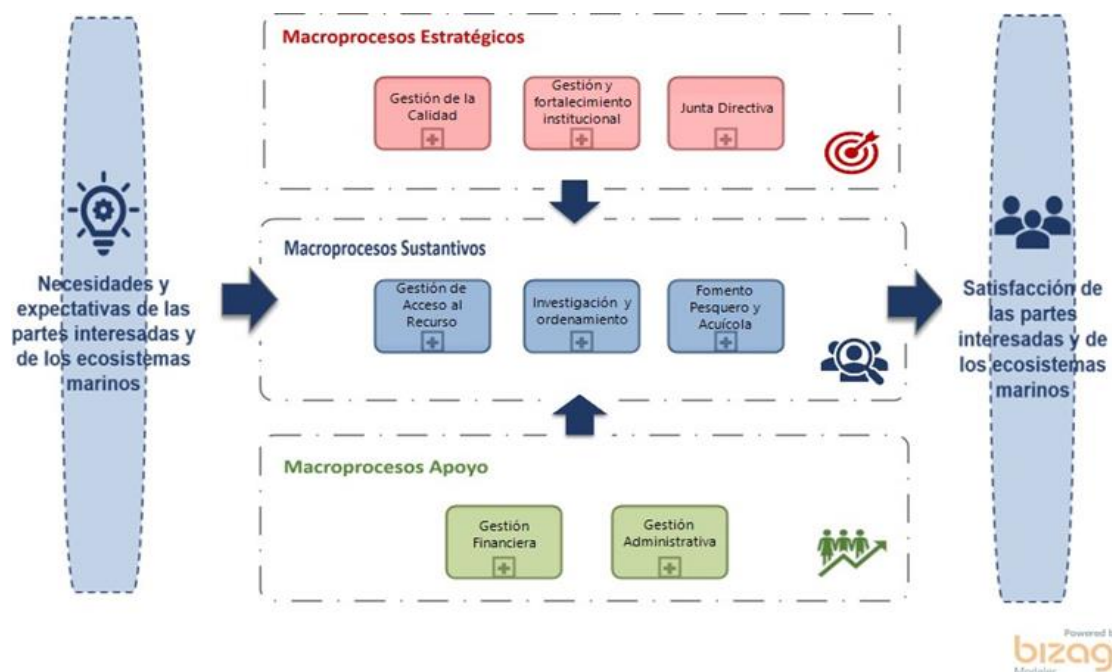 Macroprocesos Estratégicos
Gestión de la
Calidad
Gestión y
fortalecimiento
institucional
Junta Directiva
Necesidades y
expectativas de las
partes interesadas y
de los ecosistemas
marinos
Macroprocesos Sustantivos
Gestión de
Acceso al
Recurso
Investigación y
ordenamiento
Fomento
Pesquero y
Acuícola
Satisfacción de
las partes
interesadas y de
los ecosistemas
marinos
Macroprocesos Apoyo
Gestión
Financiera
Gestión
Administrativa
Powered b
bizag
Modeler